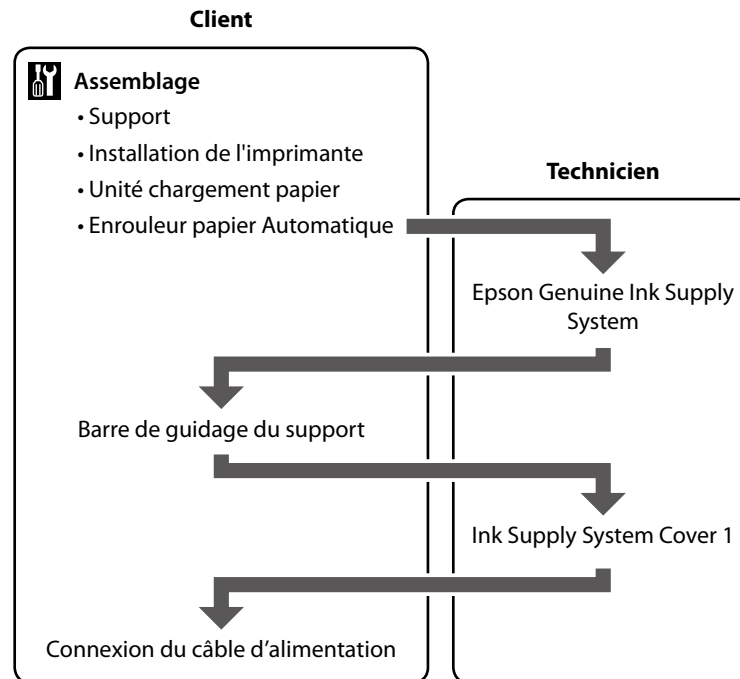 Client
Assemblage
• Support
• Installation de l'imprimante
• Unité chargement papier
• Enrouleur papier Automatique
Technicien
Epson Genuine Ink Supply
System
Barre de guidage du support
Ink Supply System Cover 1
Connexion du câble d’alimentation